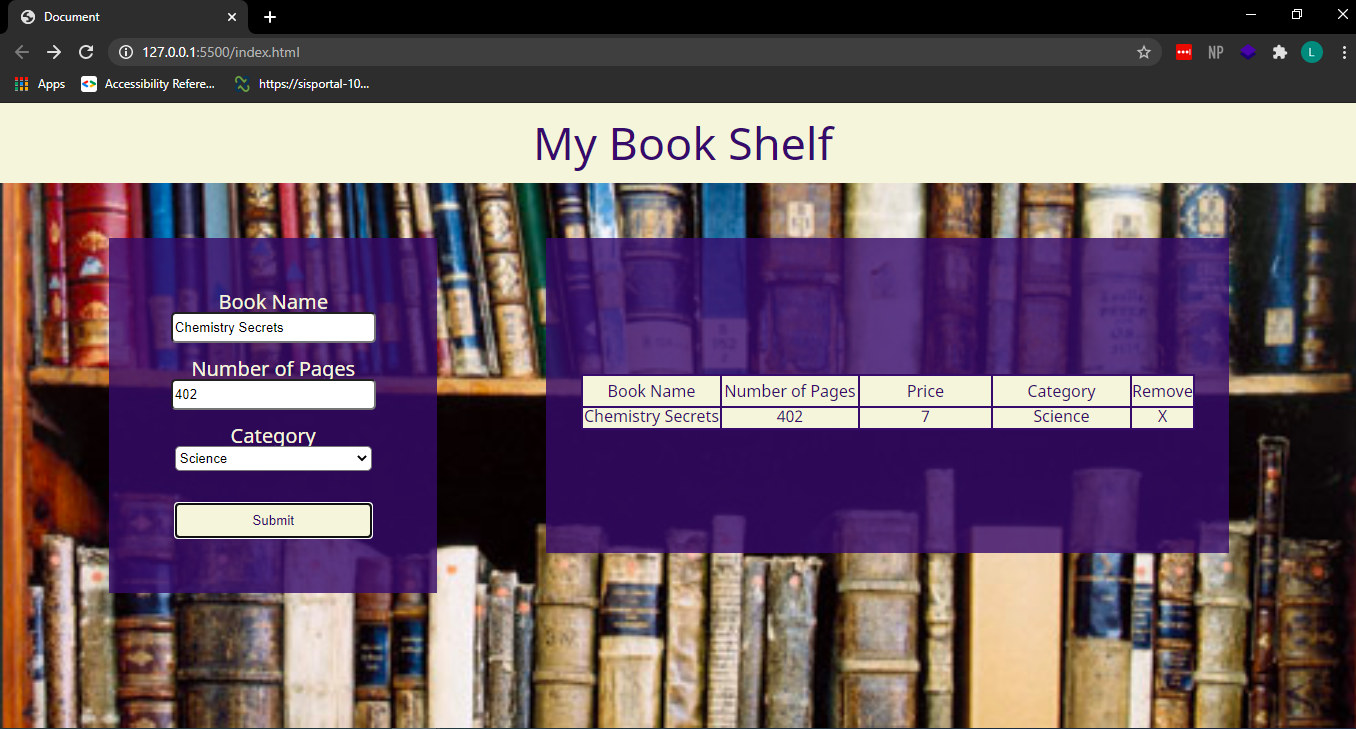 Document
127.0.0.1:5500/index.html
NP
L
Apps
Accessibility Refere...
https://sisportal-10...
My Book Shelf
Book Name
Chemistry Secrets
Number of Pages
402
Category
Science
Submit
Book Name Number of Pages Price Category Remove
Chemistry Secrets 402 7 Science X